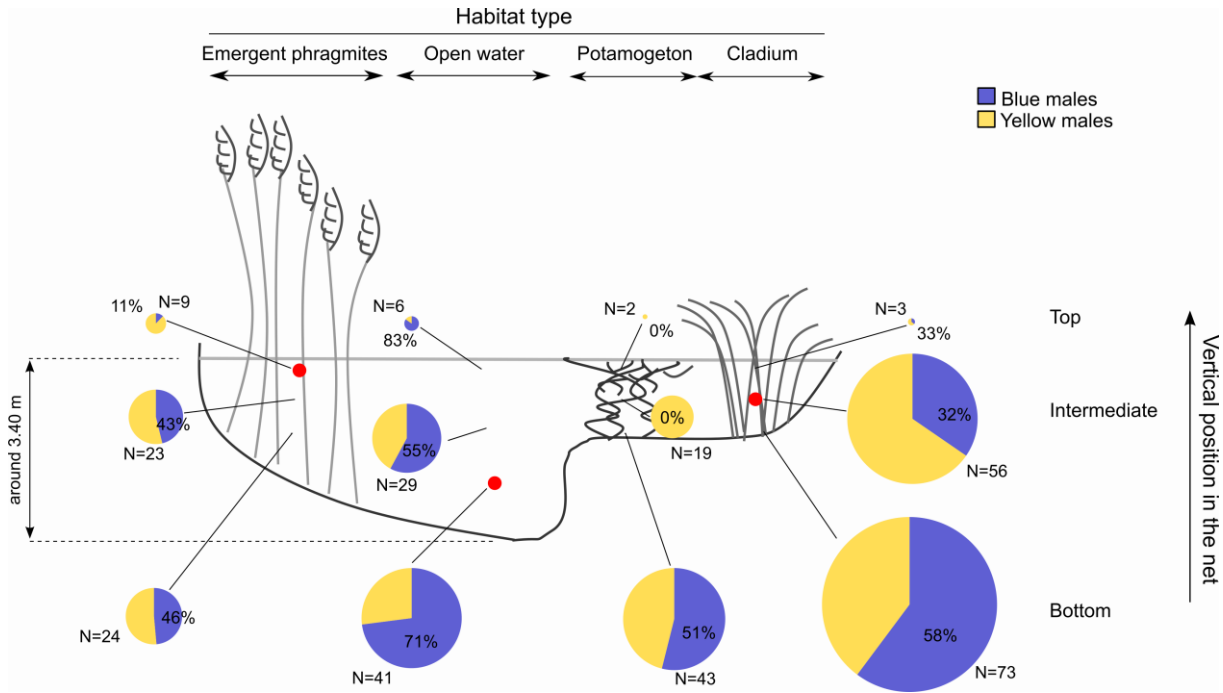 Habitat type
Emergent phragmites
Open water
Potamogeton
Cladium
Blue males
Yellow males
11%
N=9
N=6
83%
N=2
0%
N=3
33%
Top
43%
N=23
55%
N=29
0%
N=19
32%
N=56
Intermediate
around 3.40 m
46%
N=24
71%
N=41
51%
N=43
58%
N=73
Bottom
Vertical position in the net